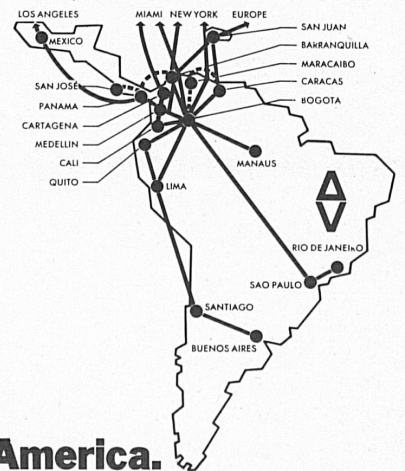 LOS ANGELES
MIAMI
NEW YORK
EUROPE
MEXICO
SAN JUAN
BARRANQUILLA
MARACAIBO
SAN JOSÉ
CARACAS
PANAMA
BOGOTA
CARTAGENA
MEDELLIN
CALI
MANAUS
QUITO
LIMA
RIO DE JANEIRO
SAO PAULO
SANTIAGO
BUENOS AIRES
America.